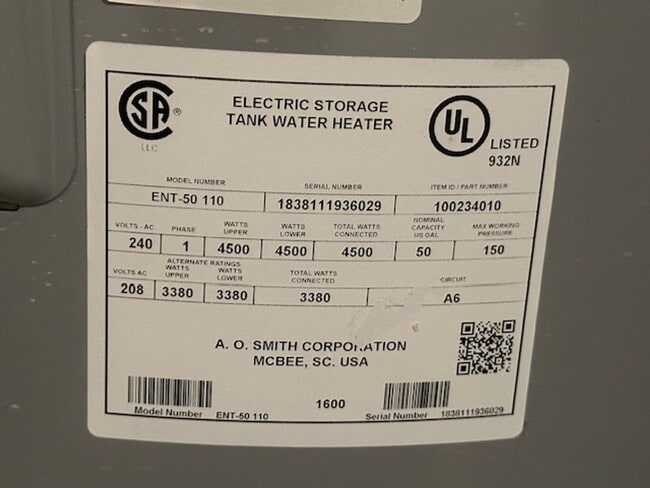 CSA ®
LLC
ELECTRIC STORAGE
TANK WATER HEATER
UL
LISTED
932N
MODEL NUMBER SERIAL NUMBER ITEM ID / PART NUMBER
ENT-50 110 1838111936029 100234010
VOLTS - AC PHASE WATTS UPPER WATTS LOWER TOTAL WATTS CONNECTED NOMINAL CAPACITY US GAL MAX WORKING PRESSURE
240 1 4500 4500 4500 50 150
ALTERNATE RATINGS
VOLTS AC WATTS UPPER WATTS LOWER TOTAL WATTS CONNECTED CIRCUIT
208 3380 3380 3380 A6
A. O. SMITH CORPORATION
MCBEE, SC. USA
1600
Model Number ENT-50 110 Serial Number 1838111936029